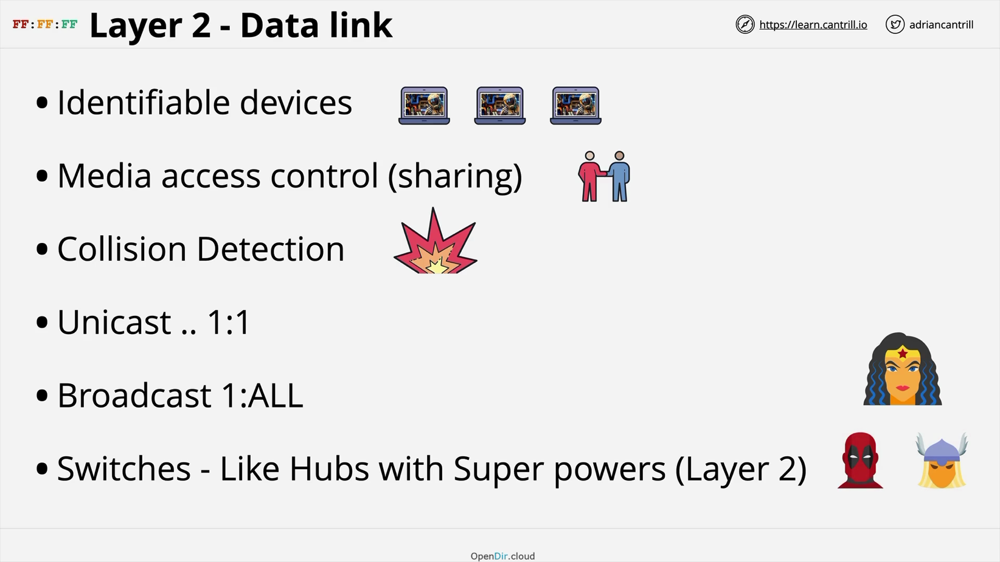 FF:FF:FF Layer 2 - Data link https://learn.cantrill.io adriancantrill
• Identifiable devices
• Media access control (sharing)
• Collision Detection
• Unicast .. 1:1
• Broadcast 1:ALL
• Switches - Like Hubs with Super powers (Layer 2)
OpenDir.cloud